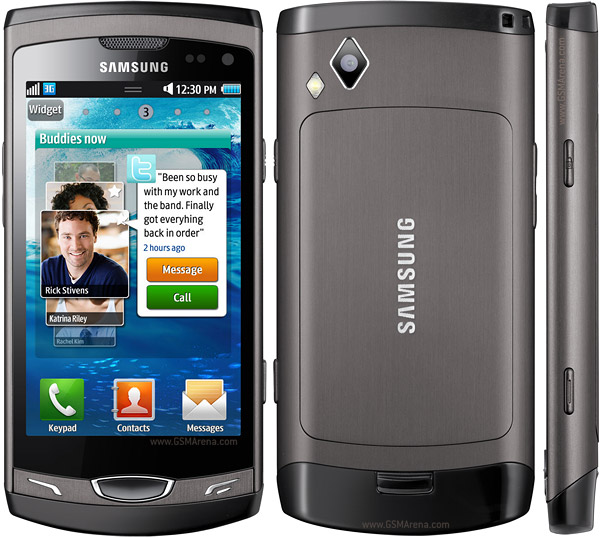 SAMSUNG
3G
12:30 PM
Widget
3
Buddies now
"Been so busy
with my work and
the band. Finally
got everyhing
back in order"
2 hours ago
Message
Call
Rick Stivens
Katrina Riley
Rachel Kim
Keypad
Contacts
Messages
www.GSMArena.com
SAMSUNG
www.GSMArena.com
www.GSMArena.com